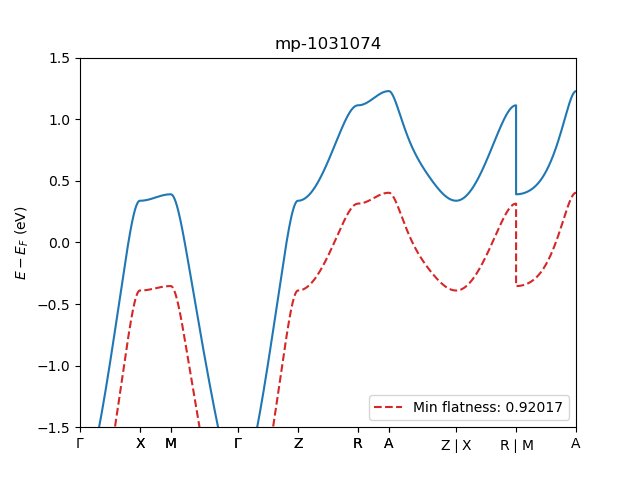 mp-1031074
E − E_F (eV)
1.5
1.0
0.5
0.0
−0.5
−1.0
−1.5
Γ X M Γ Z R A Z | X R | M A
Min flatness: 0.92017